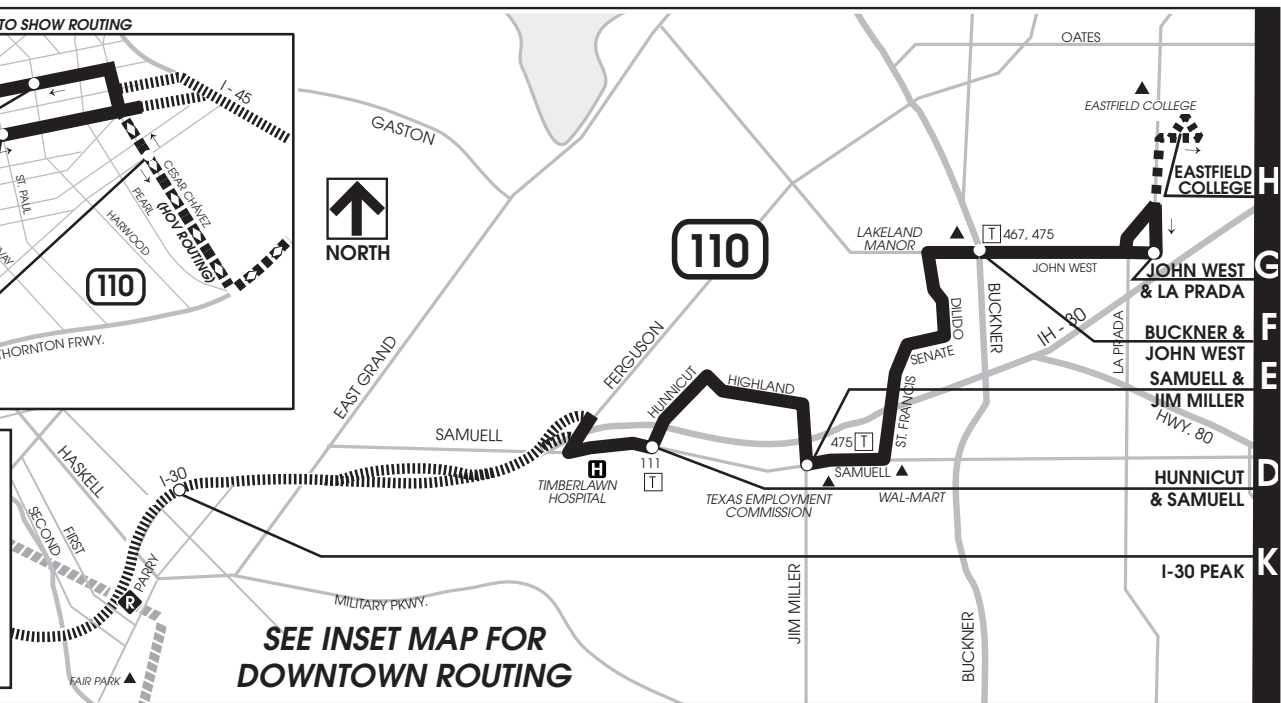 TO SHOW ROUTING
I - 45
ST. PAUL
CESAR CHÁVEZ
PEARL
(HOV ROUTING)
HARWOOD
WAY
110
THORNTON FRWY.
GASTON
NORTH
110
OATES
EASTFIELD COLLEGE
EASTFIELD
COLLEGE
H
LAKELAND
MANOR
T 467, 475
JOHN WEST
G
JOHN WEST
& LA PRADA
DILIDO
BUCKNER
IH - 30
LA PRADA
F
BUCKNER &
JOHN WEST
SENATE
E
SAMUELL &
JIM MILLER
HWY. 80
EAST GRAND
FERGUSON
HUNNICUT
HIGHLAND
ST. FRANCIS
SAMUELL
475 T
SAMUELL
H
TIMBERLAWN
HOSPITAL
111
T
TEXAS EMPLOYMENT
COMMISSION
WAL-MART
D
HUNNICUT
& SAMUELL
HASKELL
I-30
SECOND
FIRST
PARRY
R
K
I-30 PEAK
MILITARY PKWY.
JIM MILLER
BUCKNER
SEE INSET MAP FOR
DOWNTOWN ROUTING
FAIR PARK